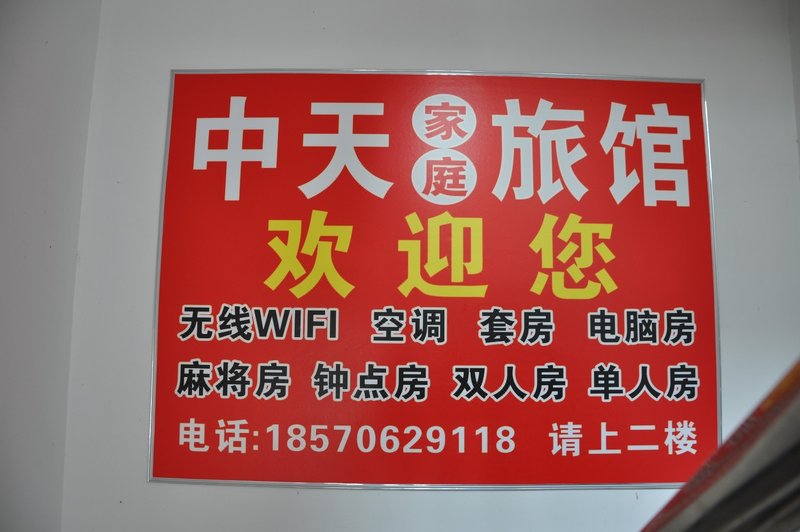 中天家庭旅馆
欢迎您
无线WIFI 空调 套房 电脑房
麻将房 钟点房 双人房 单人房
电话:18570629118 请上二楼